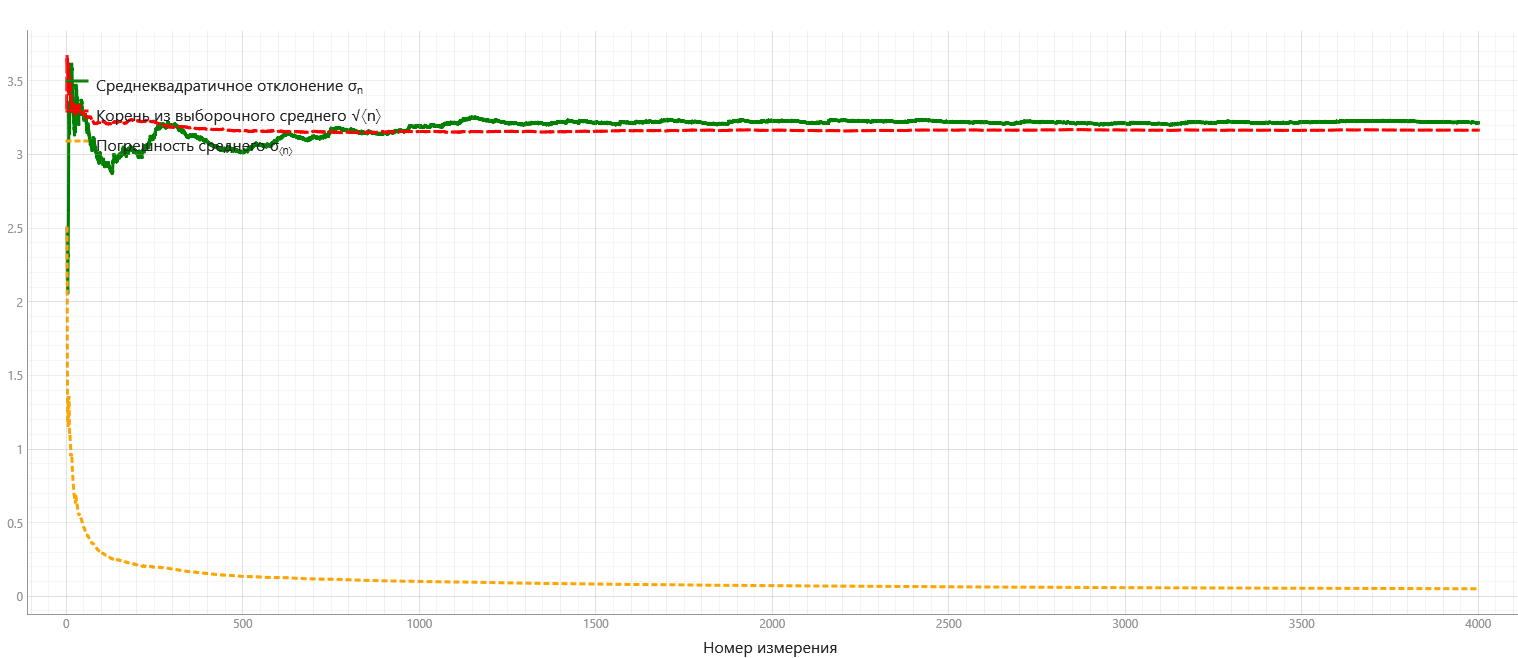 3.5
3
2.5
2
1.5
1
0.5
0
Среднеквадратичное отклонение σn
Корень из выборочного среднего √⟨n⟩
Погрешность среднего σ⟨n⟩
0 500 1000 1500 2000 2500 3000 3500 4000
Номер измерения